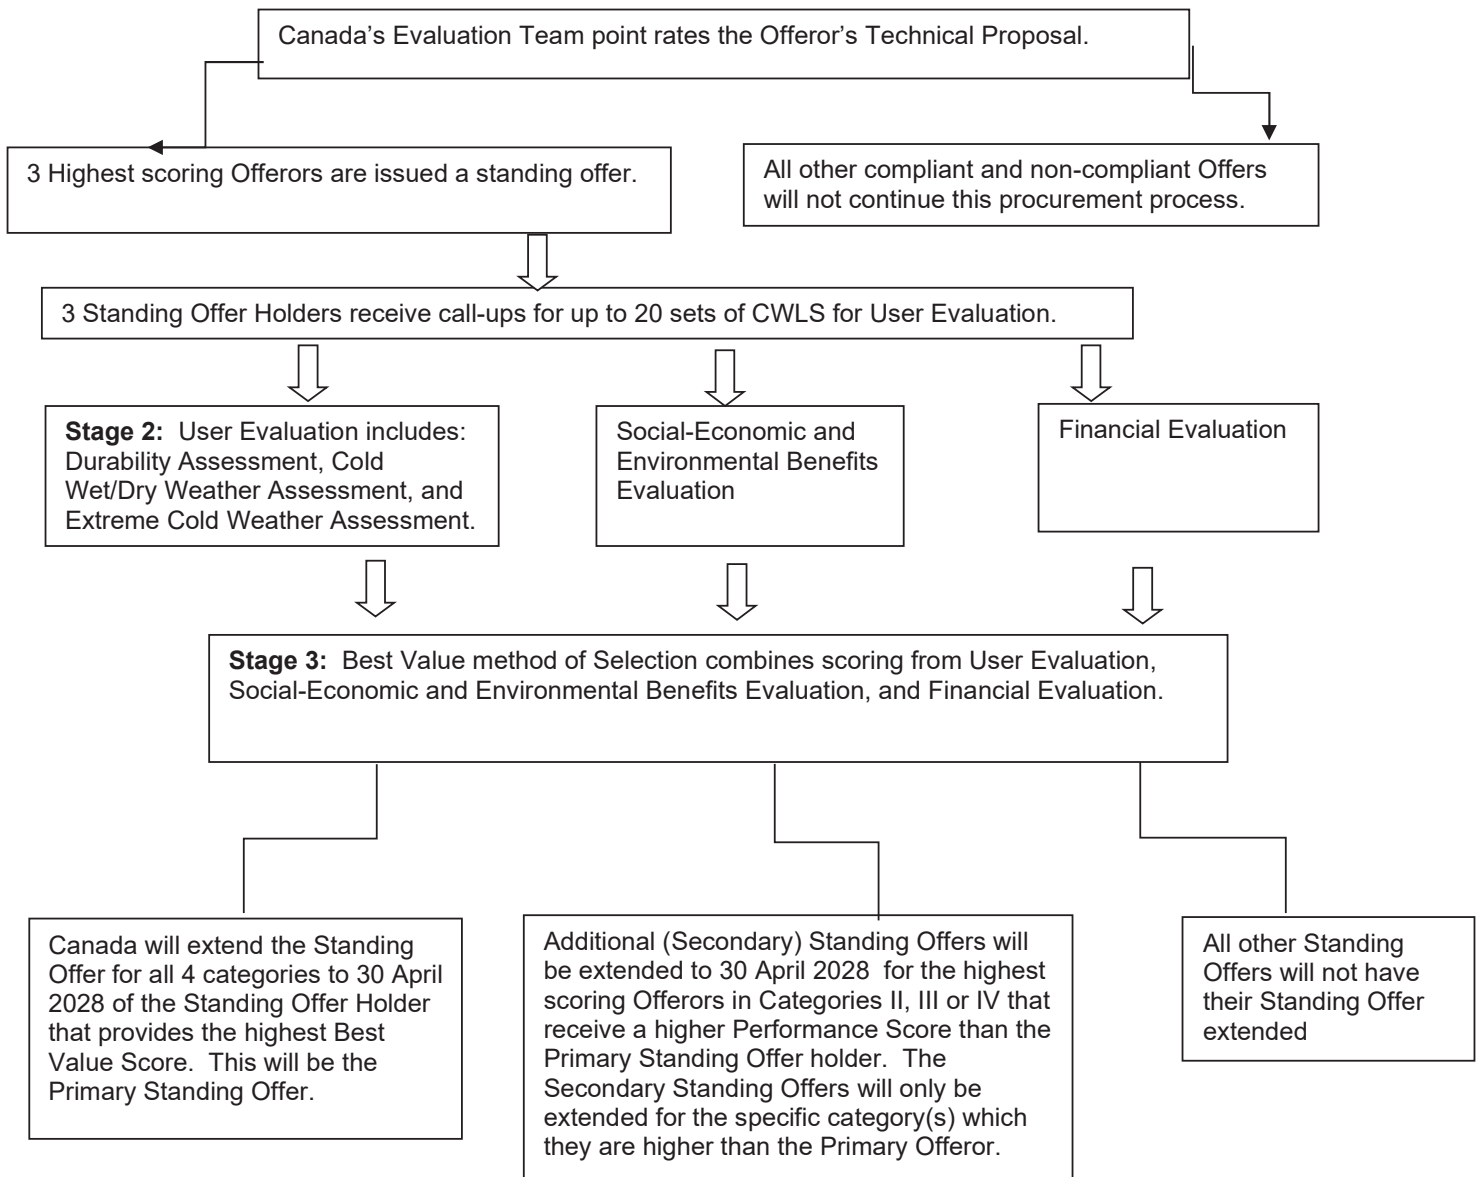 Canada’s Evaluation Team point rates the Offeror’s Technical Proposal.
3 Highest scoring Offerors are issued a standing offer.
All other compliant and non-compliant Offers
will not continue this procurement process.
3 Standing Offer Holders receive call-ups for up to 20 sets of CWLS for User Evaluation.
Stage 2:  User Evaluation includes:
Durability Assessment, Cold
Wet/Dry Weather Assessment, and
Extreme Cold Weather Assessment.
Social-Economic and
Environmental Benefits
Evaluation
Financial Evaluation
Stage 3:  Best Value method of Selection combines scoring from User Evaluation,
Social-Economic and Environmental Benefits Evaluation, and Financial Evaluation.
Canada will extend the Standing
Offer for all 4 categories to 30 April
2028 of the Standing Offer Holder
that provides the highest Best
Value Score.  This will be the
Primary Standing Offer.
Additional (Secondary) Standing Offers will
be extended to 30 April 2028  for the highest
scoring Offerors in Categories II, III or IV that
receive a higher Performance Score than the
Primary Standing Offer holder.  The
Secondary Standing Offers will only be
extended for the specific category(s) which
they are higher than the Primary Offeror.
All other Standing
Offers will not have
their Standing Offer
extended